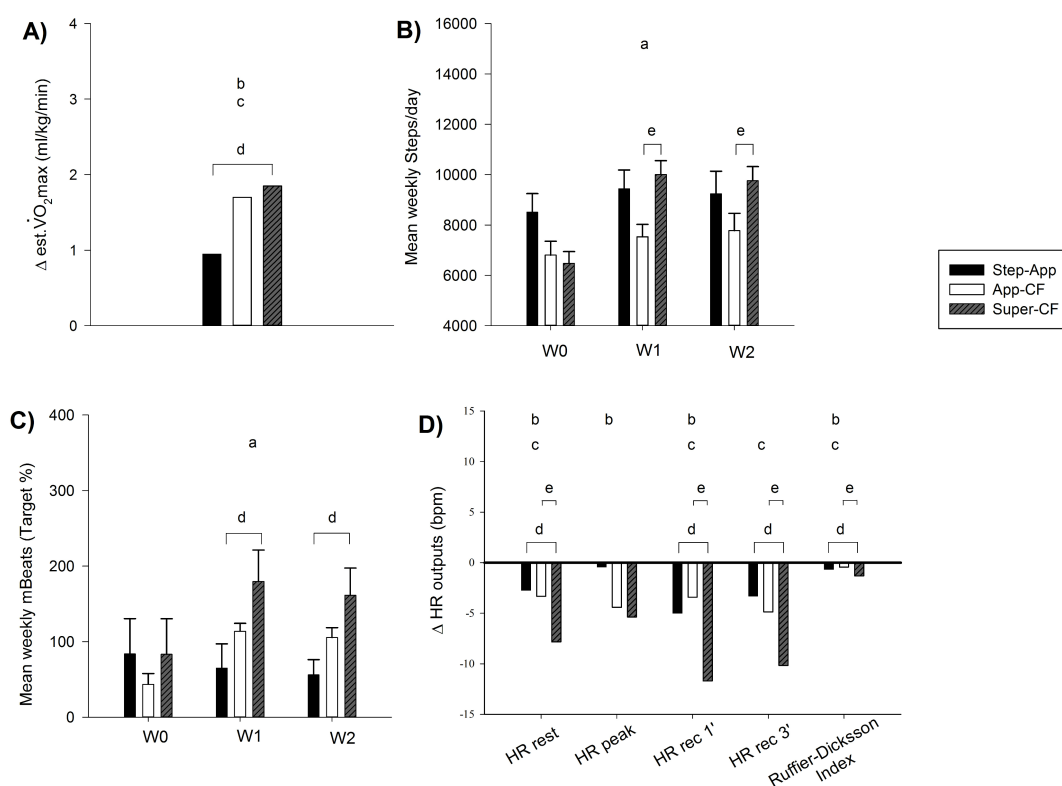 A)
Δ est.V̇O2max (ml/kg/min)
4
3
2
1
0
b
c
d
B)
Mean weekly Steps/day
16000
14000
12000
10000
8000
6000
4000
a
e
e
W0
W1
W2
Step-App
App-CF
Super-CF
C)
Mean weekly mBeats (Target %)
400
300
200
100
0
a
d
d
W0
W1
W2
D)
Δ HR outputs (bpm)
15
10
5
0
-5
-10
-15
b
b
b
b
c
c
c
c
e
e
e
e
d
d
d
d
HR rest
HR peak
HR rec 1'
HR rec 3'
Ruffier-Dicksson
Index